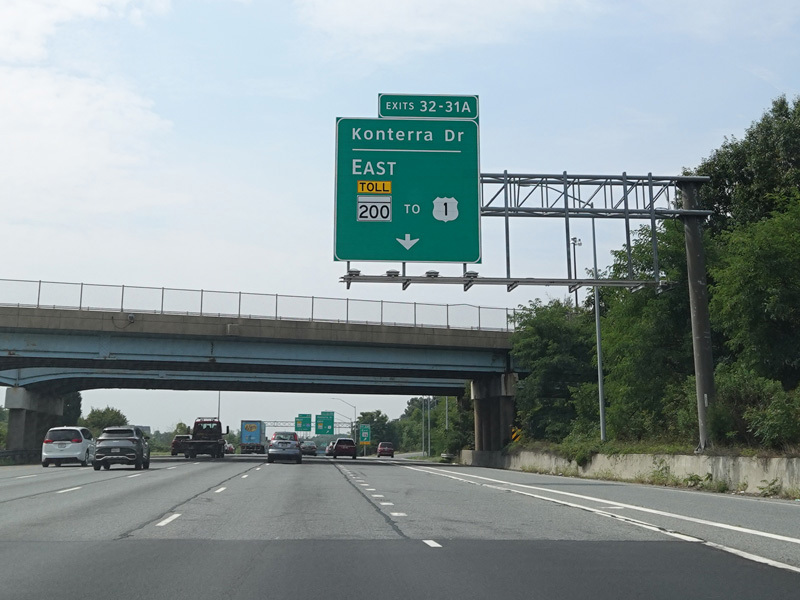 EXITS 32-31A
Konterra Dr
EAST
TOLL
200 TO 1